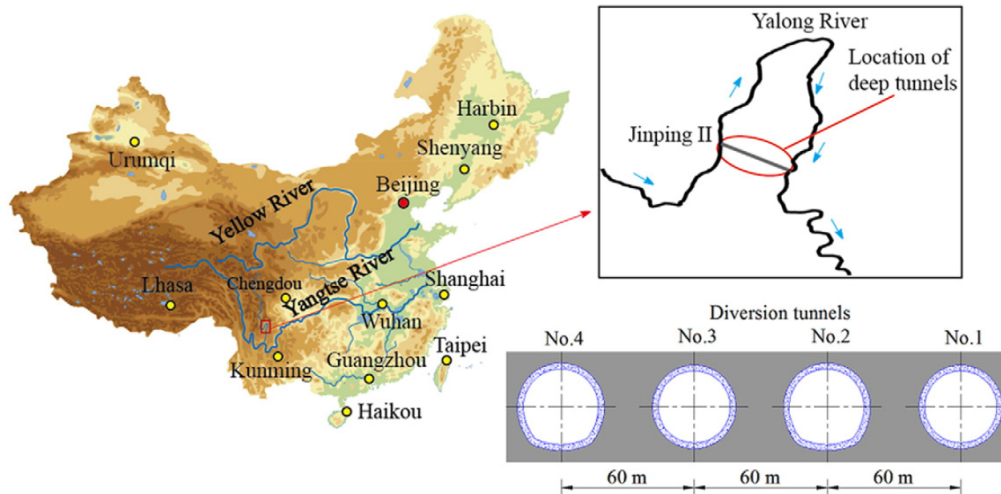 Harbin
Urumqi
Shenyang
Beijing
Yellow River
Lhasa
Chengdou
Yangtse River
Shanghai
Wuhan
Kunming
Guangzhou
Taipei
Haikou
Yalong River
Location of
deep tunnels
Jinping II
Diversion tunnels
No.4 No.3 No.2 No.1
60 m 60 m 60 m